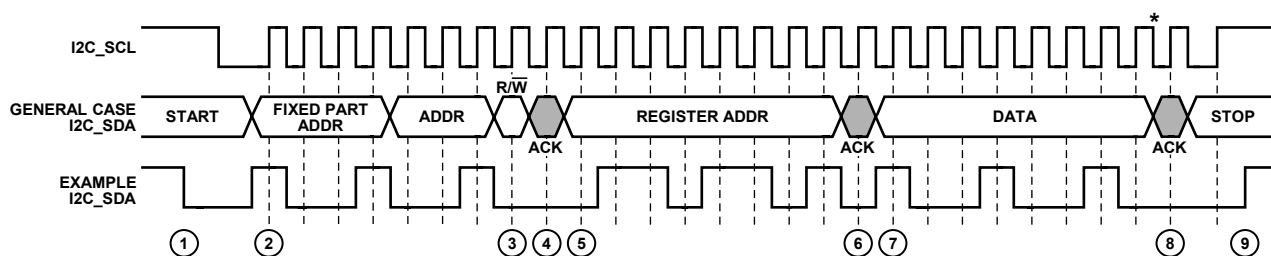 *
I2C_SCL
R/W
GENERAL CASE
I2C_SDA
START
FIXED PART
ADDR
ADDR
REGISTER ADDR
DATA
STOP
ACK
ACK
ACK
EXAMPLE
I2C_SDA
1 2 3 4 5 6 7 8 9